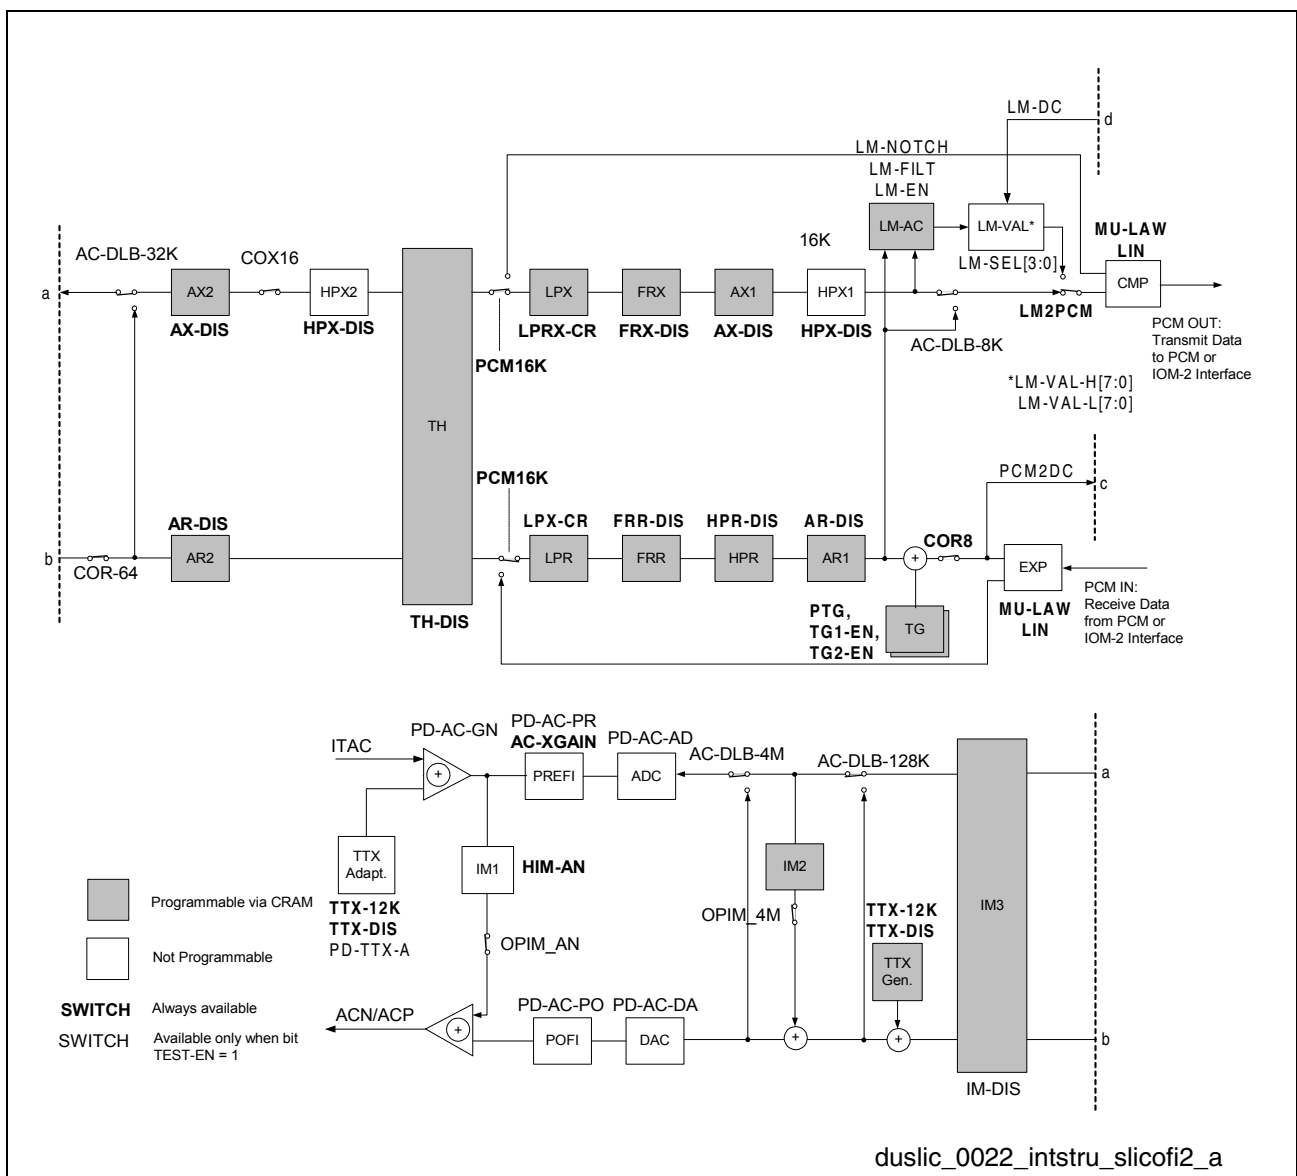 LM-DC
d
LM-NOTCH
LM-FILT
LM-EN
LM-AC
LM-VAL*
LM-SEL[3:0]
MU-LAW
LIN
CMP
LM2PCM
16K
AC-DLB-32K
COX16
a
AX2
HPX2
LPX
FRX
AX1
HPX1
AX-DIS
HPX-DIS
LPRX-CR
FRX-DIS
AX-DIS
HPX-DIS
AC-DLB-8K
PCM OUT:
Transmit Data
to PCM or
IOM-2 Interface
PCM16K
*LM-VAL-H[7:0]
LM-VAL-L[7:0]
TH
PCM16K
PCM2DC
c
AR-DIS
LPX-CR
FRR-DIS
HPR-DIS
AR-DIS
COR8
b
COR-64
AR2
LPR
FRR
HPR
AR1
+
EXP
TH-DIS
PTG,
TG1-EN,
TG2-EN
TG
MU-LAW
LIN
PCM IN:
Receive Data
from PCM or
IOM-2 Interface
PD-AC-GN
PD-AC-PR
AC-XGAIN
PD-AC-AD
AC-DLB-4M
AC-DLB-128K
ITAC
+
PREFI
ADC
a
TTX
Adapt.
IM1
HIM-AN
IM2
IM3
TTX-12K
TTX-DIS
PD-TTX-A
OPIM_AN
OPIM_4M
TTX-12K
TTX-DIS
TTX
Gen.
Programmable via CRAM
Not Programmable
SWITCH Always available
SWITCH Available only when bit
TEST-EN = 1
ACN/ACP
PD-AC-PO
PD-AC-DA
+
POFI
DAC
+
+
b
IM-DIS
duslic_0022_intstru_slicofi2_a